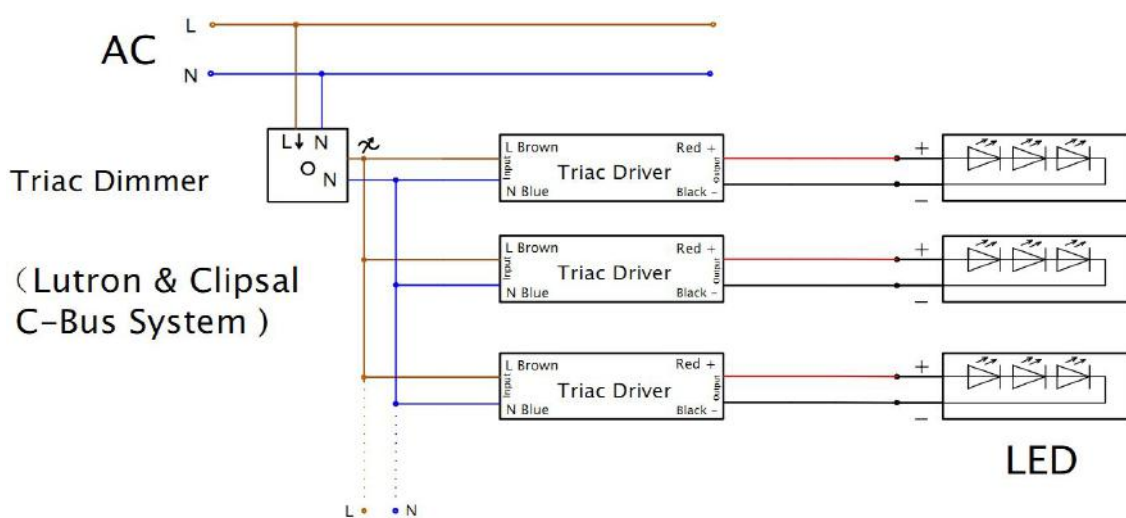 L
AC
N
L N
N
Triac Dimmer
(Lutron & Clipsal
C-Bus System )
L Brown
Red +
Input
Triac Driver
Output
N Blue
Black -
+
−
L Brown
Red +
Input
Triac Driver
Output
N Blue
Black -
+
−
L Brown
Red +
Input
Triac Driver
Output
N Blue
Black -
+
−
LED
L
N